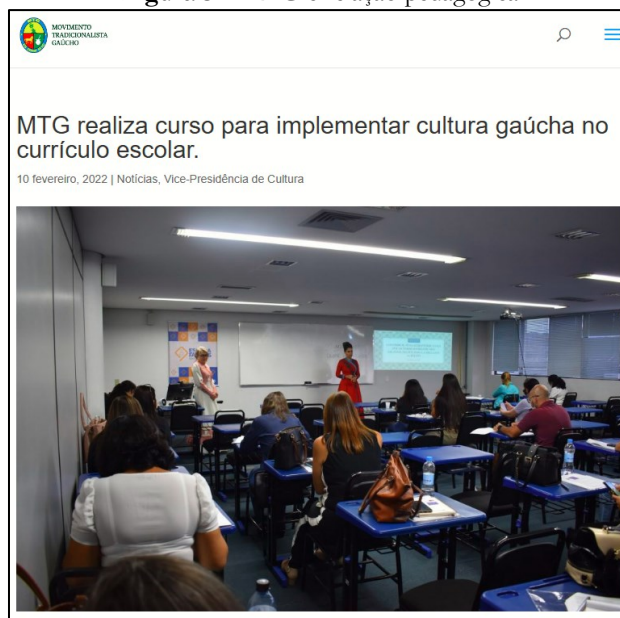 MOVIMENTO
TRADICIONALISTA
GAÚCHO
MTG realiza curso para implementar cultura gaúcha no
currículo escolar.
10 fevereiro, 2022 | Notícias, Vice-Presidência de Cultura